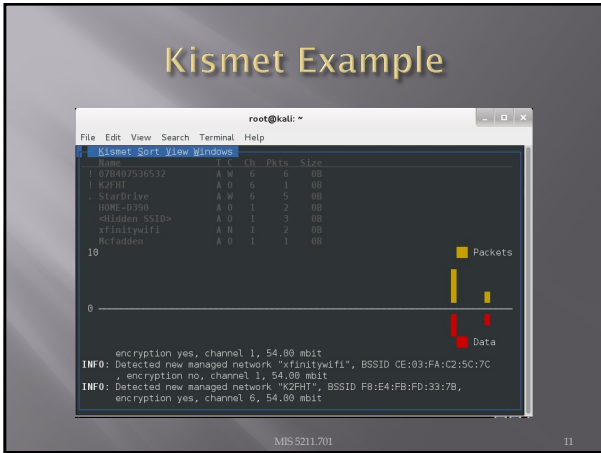 Kismet Example
root@kali: ~
File Edit View Search Terminal Help
Kismet Sort View Windows
Name T C Ch Pkts Size
! 07B407536532 A W 6 6 0B
! K2FHT A O 6 1 0B
. StarDrive A W 6 5 0B
HOME-D390 A O 1 2 0B
<Hidden SSID> A O 1 3 0B
xfinitywifi A N 1 2 0B
Mcfadden A O 1 1 0B
10 Packets
0
Data
encryption yes, channel 1, 54.00 mbit
INFO: Detected new managed network "xfinitywifi", BSSID CE:03:FA:C2:5C:7C
, encryption no, channel 1, 54.00 mbit
INFO: Detected new managed network "K2FHT", BSSID F8:E4:FB:FD:33:7B,
encryption yes, channel 6, 11.00 mbit
MIS 5211.701 11